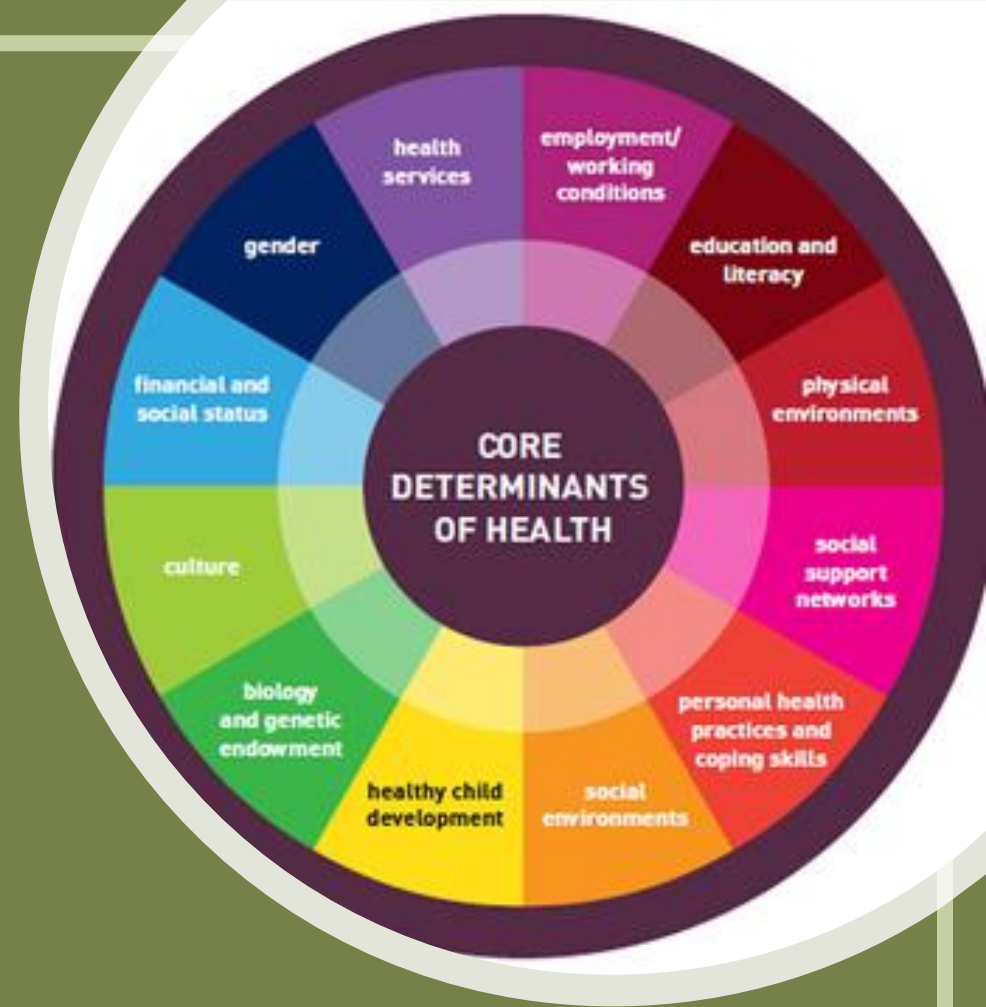 CORE
DETERMINANTS
OF HEALTH
employment/
working
conditions
education and
literacy
physical
environments
social
support
networks
personal health
practices and
coping skills
social
environments
healthy child
development
biology
and genetic
endowment
culture
financial and
social status
gender
health
services